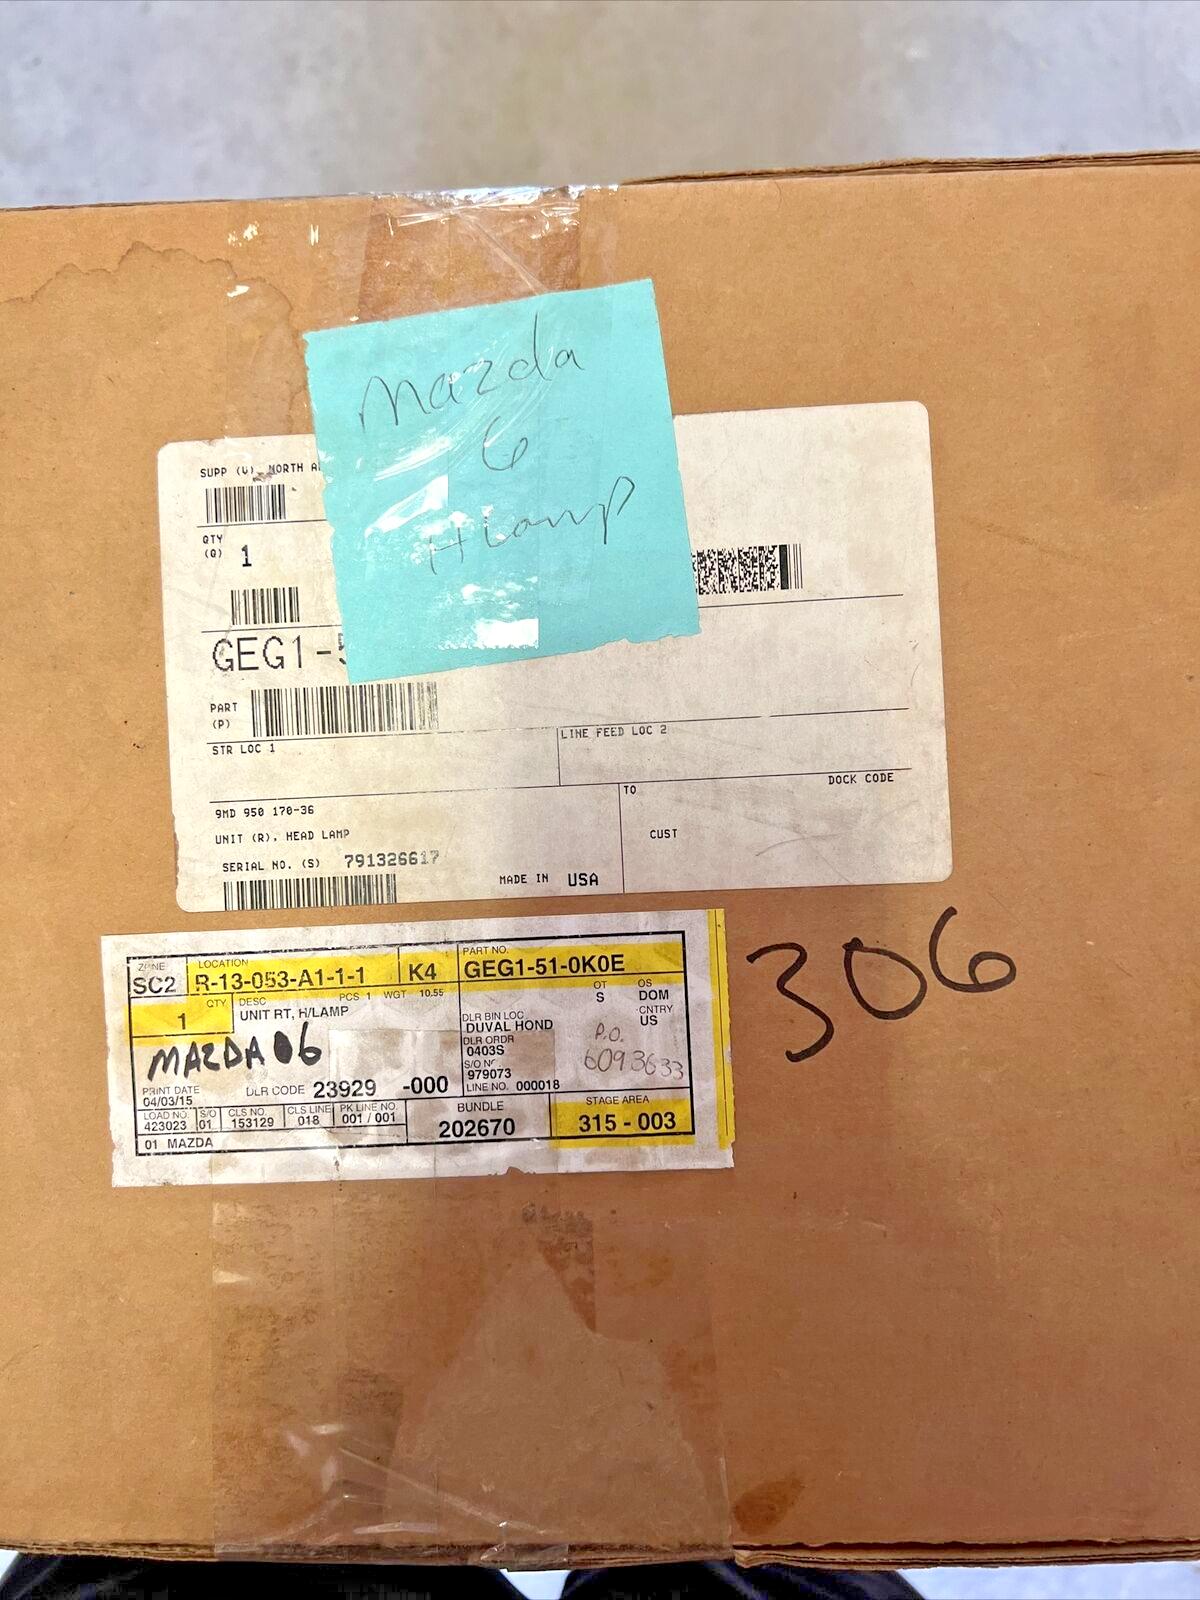 Mazda
6
HLamp
SUPP (V) NORTH A
QTY
(Q) 1
GEG1-5
PART
(P)
STR LOC 1
LINE FEED LOC 2
DOCK CODE
9MD 950 170-36
UNIT (R), HEAD LAMP
SERIAL NO. (S) 791326617
MADE IN USA
TO
CUST
306
ZONE
SC2
LOCATION
R-13-053-A1-1-1
K4
PART NO.
GEG1-51-0K0E
QTY
1
DESC PCS 1 WGT 10.55
UNIT RT, H/LAMP
OT
S
OS
DOM
CNTRY
US
DLR BIN LOC
DUVAL HOND
DLR ORDR
0403S
S/O NO
979073
LINE NO. 000018
P.O.
6093633
MAZDA 6
PRINT DATE
04/03/15
DLR CODE 23929 -000
LOAD NO.
423023
S/O
01
CLS NO.
153129
CLS LINE
018
PK LINE NO.
001 / 001
BUNDLE
202670
STAGE AREA
315 - 003
01 MAZDA